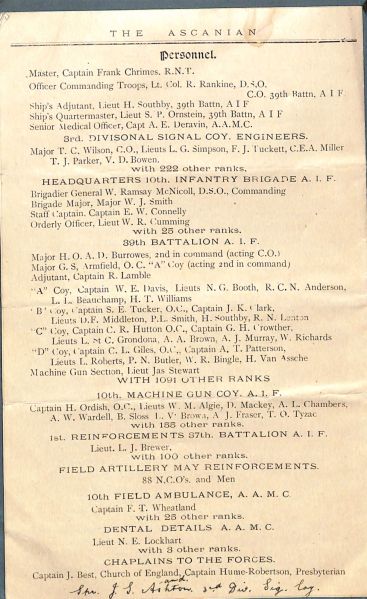 THE ASCANIAN
Personnel.
Master, Captain Frank Chrimes, R.N.T.
Officer Commanding Troops, Lt. Col. R. Rankine, D.S.O.
C.O. 39th Battn, A I F
Ship's Adjutant, Lieut H. Southby, 39th Battn, A I F
Ship's Quartermaster, Lieut S. P. Ornstein, 39th Battn, A I F
Senior Medical Officer, Capt A. E. Deravin, A.A.M.C.
3rd. DIVISONAL SIGNAL COY. ENGINEERS.
Major T. C. Wilson, C.O., Lieuts L. G. Simpson, F. J. Tuckett, C.E.A. Miller
T. J. Parker, V. D. Bowen.
with 222 other ranks.
HEADQUARTERS 10th. INFANTRY BRIGADE A. I. F.
Brigadier General W. Ramsay McNicoll, D.S.O., Commanding
Brigade Major, Major W. J. Smith
Staff Captain. Captain E. W. Connelly
Orderly Officer, Lieut W. R. Cumming
with 25 other ranks.
39th BATTALION A. I. F.
Major H. O. A. D. Burrowes, 2nd in command (acting C.O.)
Major G. S, Armfield, O. C. "A" Coy (acting 2nd in command)
Adjutant, Captain R. Lamble
"A" Coy, Captain W. E. Davis, Lieuts N. G. Booth, R. C. N. Anderson,
L. L. Beauchamp, H. T. Williams
'B' Coy, Captain S. E. Tucker, O.C., Captain J. K. Clark,
Lieuts D.F. Middleton, P.L. Smith, H. Southby, R. N.
"C" Coy, Captain C. R. Hutton O.C., Captain G. H. Crowther,
Lieuts L. St C. Grondona, A. A. Brown, A. J. Murray, W. Richards
"D" Coy, Captain C. L. Giles, O.C., Captain A, T. Patterson,
Lieuts L. Roberts, P. N. Butler, W. R. Bingle, H. Van Assche
Machine Gun Section, Lieut Jas Stewart
WITH 1091 OTHER RANKS
10th. MACHINE GUN COY. A. I. F.
Captain H. Ordish, O.C., Lieuts W. M. Algie, D. Mackey, A. L. Chambers,
A. W. Wardell, B. Sloss L. V. Brown, A J. Fraser, T. O. Tyzac
with 155 other ranks.
1st. REINFORCEMENTS 37th. BATTALION A. I. F.
Lieut. L. J. Brewer,
with 100 other ranks.
FIELD ARTILLERY MAY REINFORCEMENTS.
88 N.C.O's. and Men
10th FIELD AMBULANCE, A. A. M. C.
Captain F. T. Wheatland
with 25 other ranks.
DENTAL DETAILS A. A. M.C.
Lieut N. E. Lockhart
with 3 other ranks.
CHAPLAINS TO THE FORCES.
Captain J. Best, Church of England, Captain Hume-Robertson, Presbyterian
and
Spr. J. S. Ashton 3rd Div. Sig. Coy.